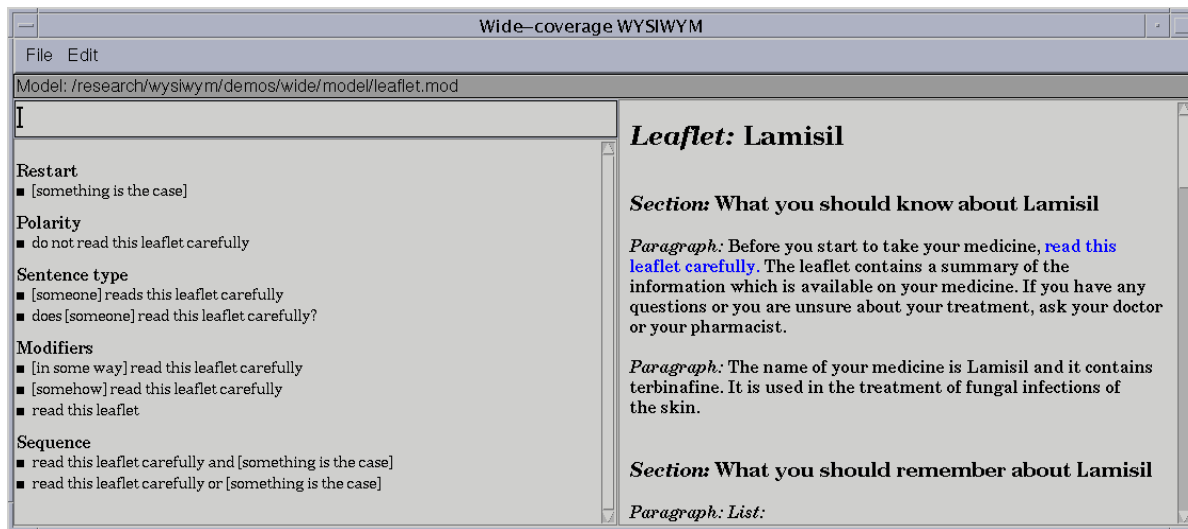 Wide-coverage WYSIWYM
File Edit
Model: /research/wysiwym/demos/wide/model/leaflet.mod
Restart
▪ [something is the case]
Polarity
▪ do not read this leaflet carefully
Sentence type
▪ [someone] reads this leaflet carefully
▪ does [someone] read this leaflet carefully?
Modifiers
▪ [in some way] read this leaflet carefully
▪ [somehow] read this leaflet carefully
▪ read this leaflet
Sequence
▪ read this leaflet carefully and [something is the case]
▪ read this leaflet carefully or [something is the case]
Leaflet: Lamisil
Section: What you should know about Lamisil
Paragraph: Before you start to take your medicine, read this
leaflet carefully. The leaflet contains a summary of the
information which is available on your medicine. If you have any
questions or you are unsure about your treatment, ask your doctor
or your pharmacist.
Paragraph: The name of your medicine is Lamisil and it contains
terbinafine. It is used in the treatment of fungal infections of
the skin.
Section: What you should remember about Lamisil
Paragraph: List: